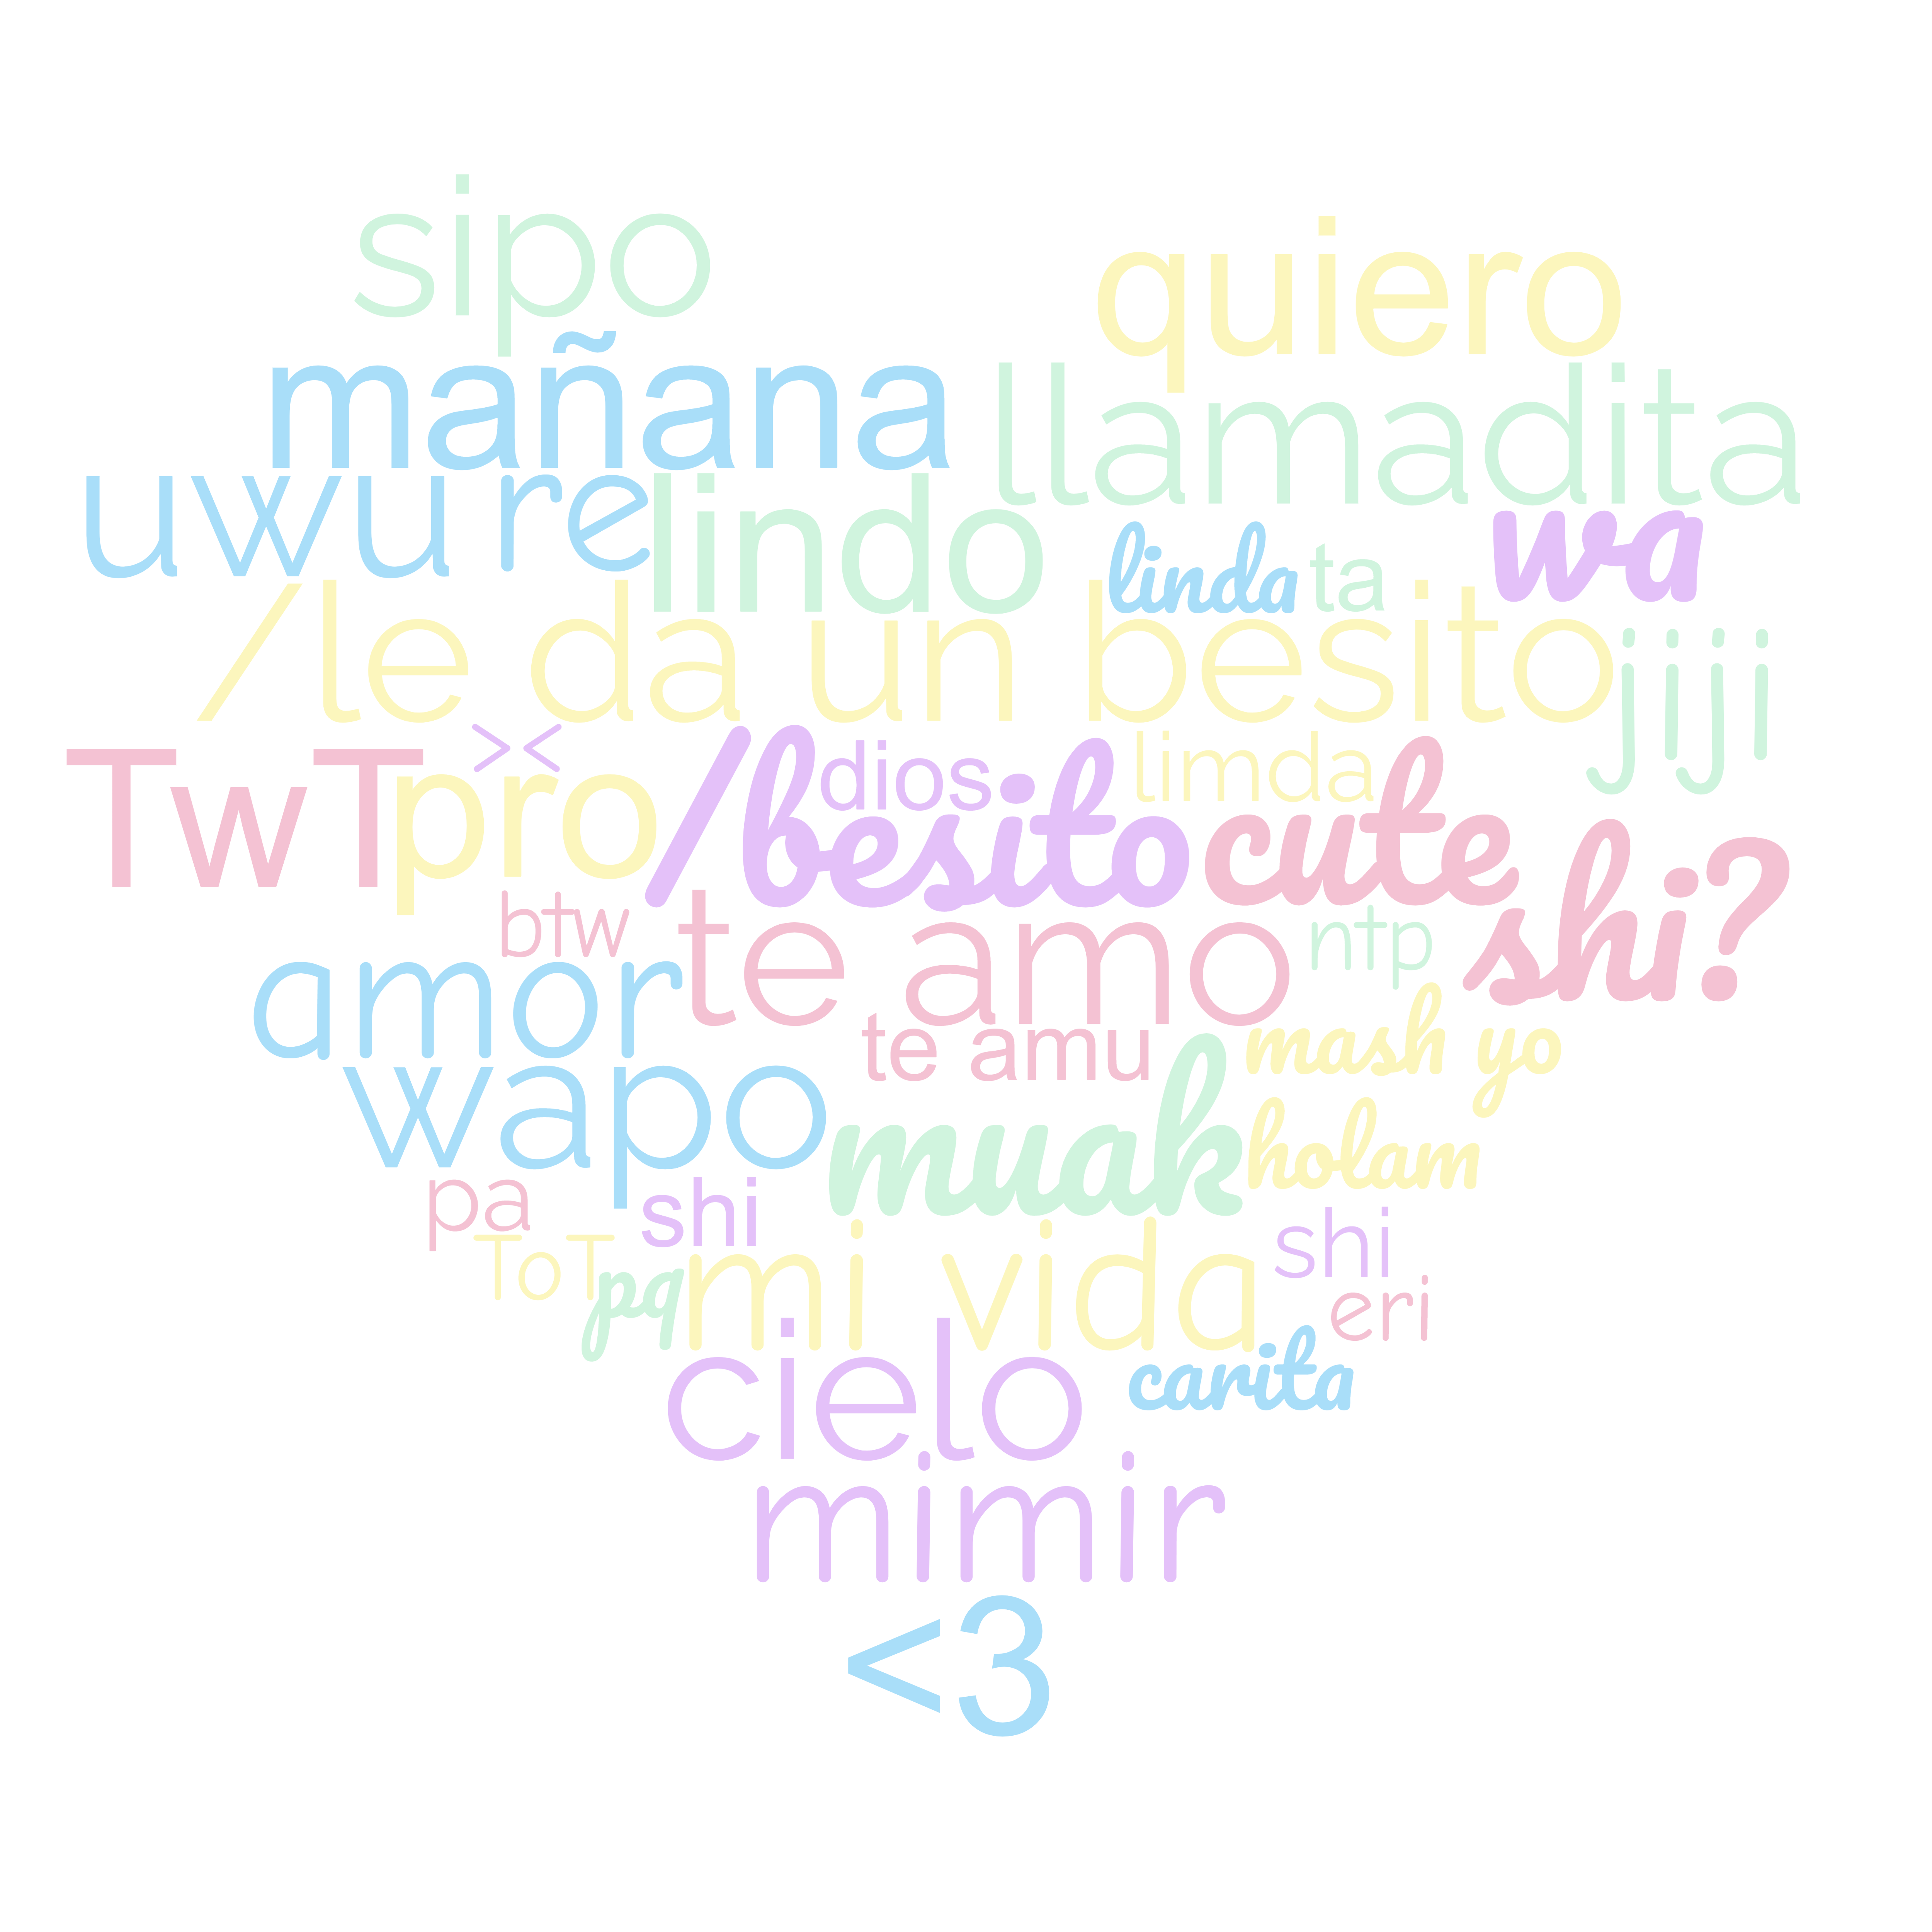 sipo
quiero
mañana
llamadita
uwu re lindo
linda ta wa
/le da un besito jiji
>< dios limda
TwT pro /besito cute
shi?
btw te amo ntp
amor
te amu mash yo
wapo muak holam
pa shi
shi
ToT pq mi vida
eri
cielo carita
mimir
<3